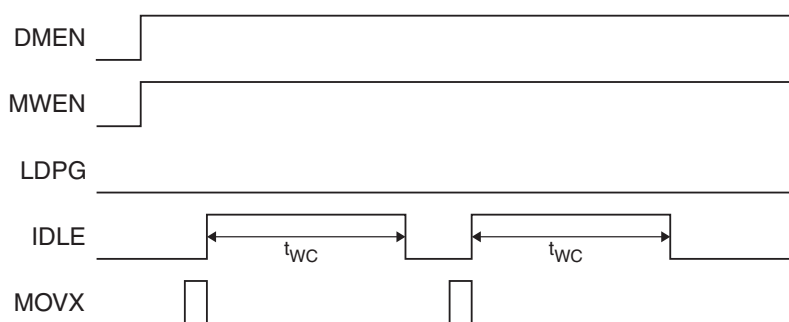 DMEN
MWEN
LDPG
IDLE
tWC
tWC
MOVX